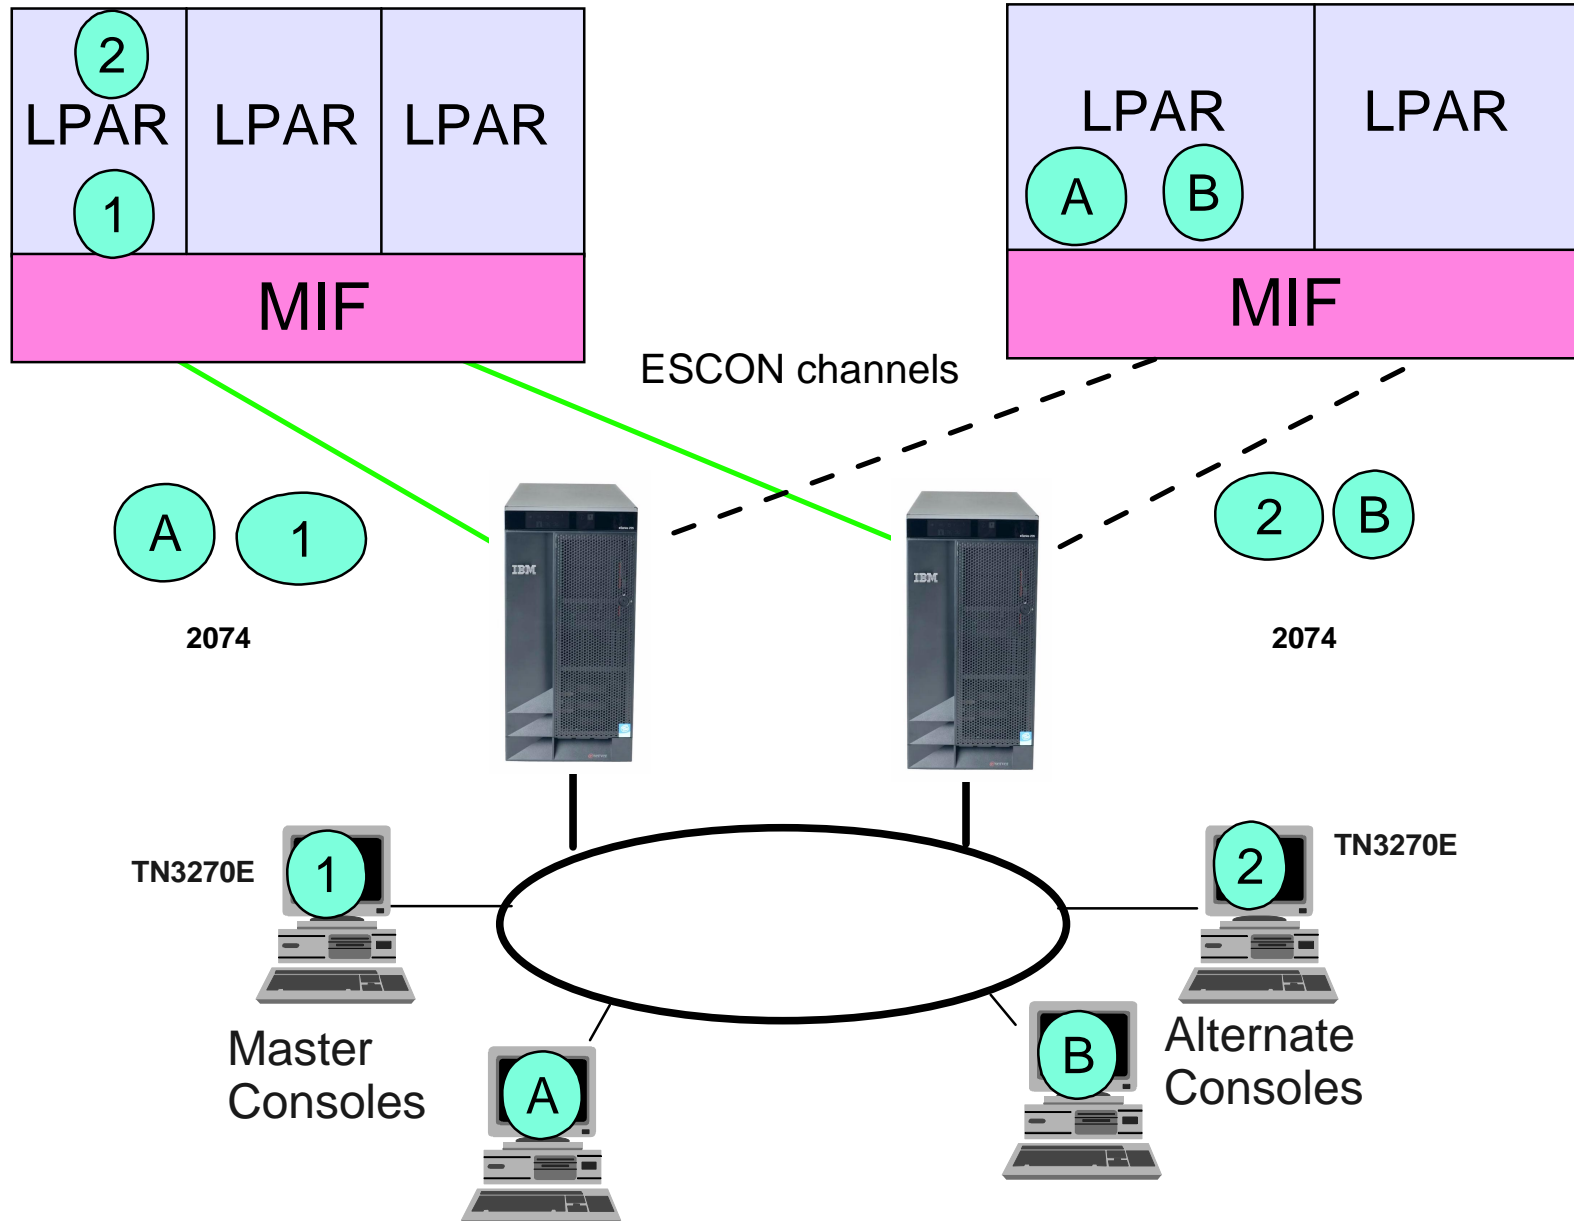 2
LPAR
LPAR
LPAR
1
MIF
LPAR
LPAR
A
B
MIF
ESCON channels
A
1
2
B
IBM
IBM
2074
2074
TN3270E
1
2
TN3270E
Master
Consoles
A
B
Alternate
Consoles